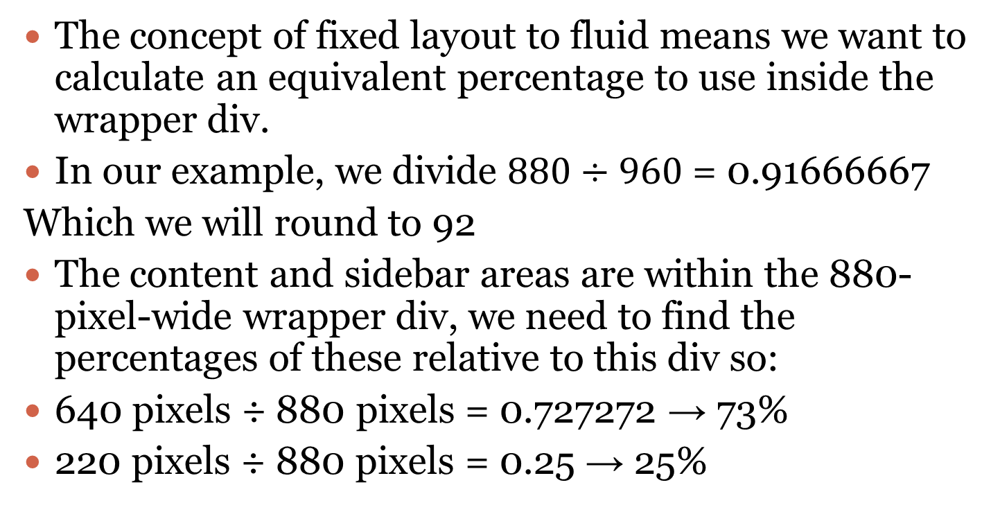 • The concept of fixed layout to fluid means we want to
calculate an equivalent percentage to use inside the
wrapper div.
• In our example, we divide 880 ÷ 960 = 0.91666667
Which we will round to 92
• The content and sidebar areas are within the 880-
pixel-wide wrapper div, we need to find the
percentages of these relative to this div so:
• 640 pixels ÷ 880 pixels = 0.727272 → 73%
• 220 pixels ÷ 880 pixels = 0.25 → 25%